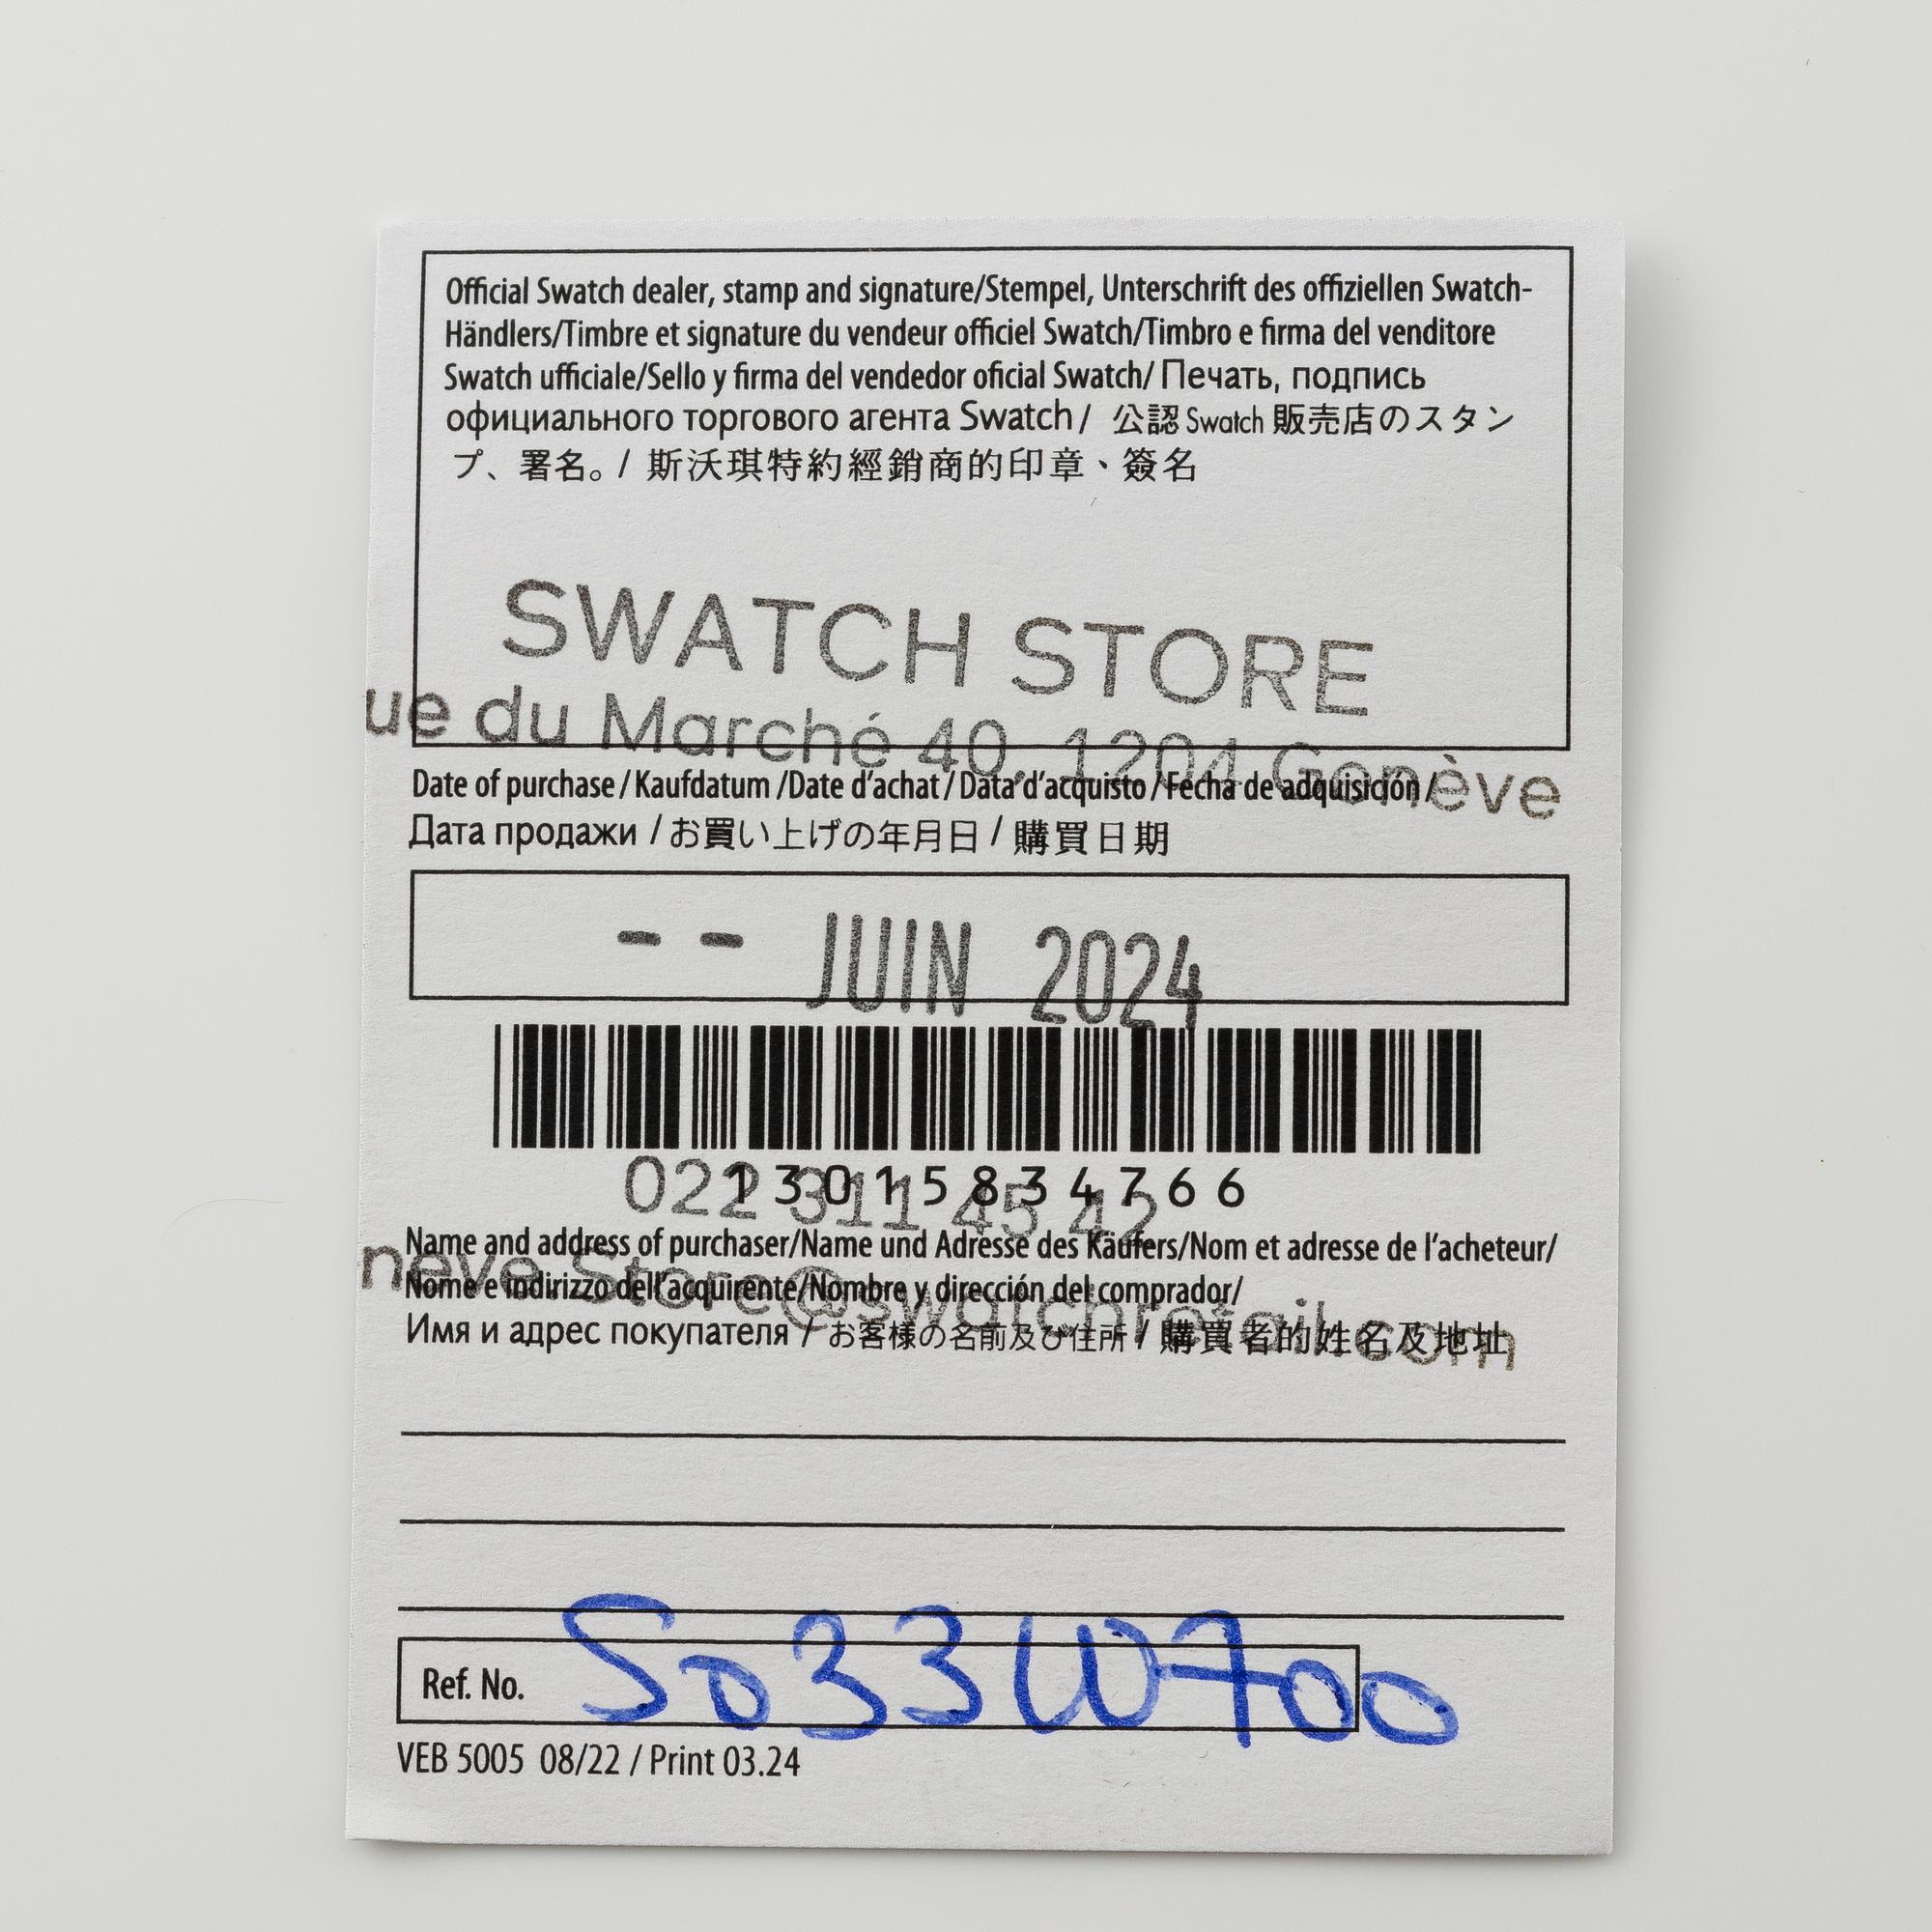 Official Swatch dealer, stamp and signature/Stempel, Unterschrift des offiziellen Swatch-
Händlers/Timbre et signature du vendeur officiel Swatch/Timbro e firma del venditore
Swatch ufficiale/Sello y firma del vendedor oficial Swatch/ Печать, подпись
официального торгового агента Swatch / 公認 Swatch 販売店のスタン
プ、署名。/ 斯沃琪特約經銷商的印章、簽名
SWATCH STORE
ue du Marché 40, 1204 Genève
Date of purchase / Kaufdatum /Date d'achat / Data d'acquisto / Fecha de adquisición /
Дата продажи / お買い上げの年月日 / 購買日期
-- JUIN 2024
13015834766
022 311 45 42
Name and address of purchaser/Name und Adresse des Käufers/Nom et adresse de l'acheteur/
neve Store@swatchretail.com
Nome e indirizzo dell'acquirente/Nombre y dirección del comprador/
Имя и адрес покупателя / お客様の名前及び住所 / 購買者的姓名及地址
Ref. No. S033W700
VEB 5005 08/22 / Print 03.24